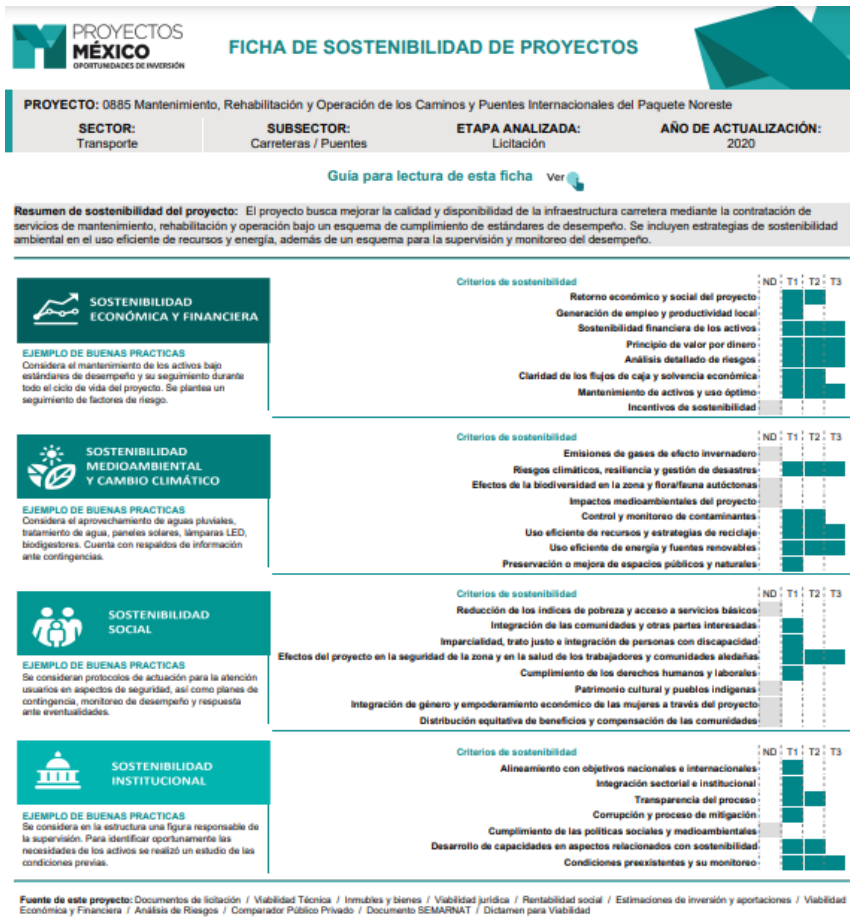 PROYECTOS
MÉXICO
OPORTUNIDADES DE INVERSIÓN
FICHA DE SOSTENIBILIDAD DE PROYECTOS
PROYECTO: 0885 Mantenimiento, Rehabilitación y Operación de los Caminos y Puentes Internacionales del Paquete Noreste
SECTOR:
Transporte
SUBSECTOR:
Carreteras / Puentes
ETAPA ANALIZADA:
Licitación
AÑO DE ACTUALIZACIÓN:
2020
Guía para lectura de esta ficha Ver
Resumen de sostenibilidad del proyecto: El proyecto busca mejorar la calidad y disponibilidad de la infraestructura carretera mediante la contratación de
servicios de mantenimiento, rehabilitación y operación bajo un esquema de cumplimiento de estándares de desempeño. Se incluyen estrategias de sostenibilidad
ambiental en el uso eficiente de recursos y energía, además de un esquema para la supervisión y monitoreo del desempeño.
SOSTENIBILIDAD
ECONÓMICA Y FINANCIERA
EJEMPLO DE BUENAS PRACTICAS
Considera el mantenimiento de los activos bajo
estándares de desempeño y su seguimiento durante
todo el ciclo de vida del proyecto. Se plantea un
seguimiento de factores de riesgo.
Criterios de sostenibilidad ND T1 T2 T3
Retorno económico y social del proyecto
Generación de empleo y productividad local
Sostenibilidad financiera de los activos
Principio de valor por dinero
Análisis detallado de riesgos
Claridad de los flujos de caja y solvencia económica
Mantenimiento de activos y uso óptimo
Incentivos de sostenibilidad
SOSTENIBILIDAD
MEDIOAMBIENTAL
Y CAMBIO CLIMÁTICO
EJEMPLO DE BUENAS PRACTICAS
Considera el aprovechamiento de aguas pluviales,
tratamiento de agua, paneles solares, lámparas LED,
biodigestores. Cuenta con respaldos de información
ante contingencias.
Criterios de sostenibilidad ND T1 T2 T3
Emisiones de gases de efecto invernadero
Riesgos climáticos, resiliencia y gestión de desastres
Efectos de la biodiversidad en la zona y flora/fauna autóctonas
Impactos medioambientales del proyecto
Control y monitoreo de contaminantes
Uso eficiente de recursos y estrategias de reciclaje
Uso eficiente de energía y fuentes renovables
Preservación o mejora de espacios públicos y naturales
SOSTENIBILIDAD
SOCIAL
EJEMPLO DE BUENAS PRACTICAS
Se consideran protocolos de actuación para la atención
usuarios en aspectos de seguridad, así como planes de
contingencia, monitoreo de desempeño y respuesta
ante eventualidades.
Criterios de sostenibilidad ND T1 T2 T3
Reducción de los índices de pobreza y acceso a servicios básicos
Integración de las comunidades y otras partes interesadas
Imparcialidad, trato justo e integración de personas con discapacidad
Efectos del proyecto en la seguridad de la zona y en la salud de los trabajadores y comunidades aledañas
Cumplimiento de los derechos humanos y laborales
Patrimonio cultural y pueblos indígenas
Integración de género y empoderamiento económico de las mujeres a través del proyecto
Distribución equitativa de beneficios y compensación de las comunidades
SOSTENIBILIDAD
INSTITUCIONAL
EJEMPLO DE BUENAS PRACTICAS
Se considera en la estructura una figura responsable de
la supervisión. Para identificar oportunamente las
necesidades de los activos se realizó un estudio de las
condiciones previas.
Criterios de sostenibilidad ND T1 T2 T3
Alineamiento con objetivos nacionales e internacionales
Integración sectorial e institucional
Transparencia del proceso
Corrupción y proceso de mitigación
Cumplimiento de las políticas sociales y medioambientales
Desarrollo de capacidades en aspectos relacionados con sostenibilidad
Condiciones preexistentes y su monitoreo
Fuente de este proyecto: Documentos de licitación / Viabilidad Técnica / Inmubles y bienes / Viabilidad jurídica / Rentabilidad social / Estimaciones de inversión y aportaciones / Viabilidad
Económica y Financiera / Análisis de Riesgos / Comparador Público Privado / Documento SEMARNAT / Dictamen para Viabilidad